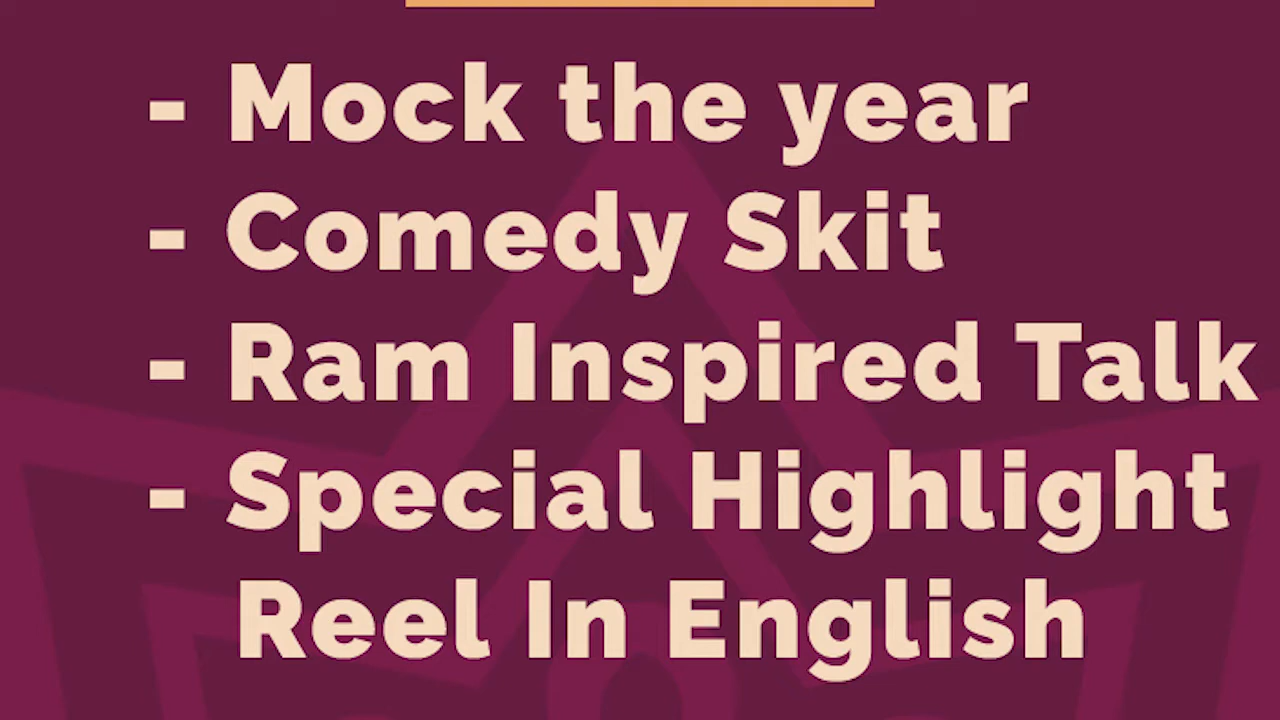 - Mock the year
- Comedy Skit
- Ram Inspired Talk
- Special Highlight
Reel In English